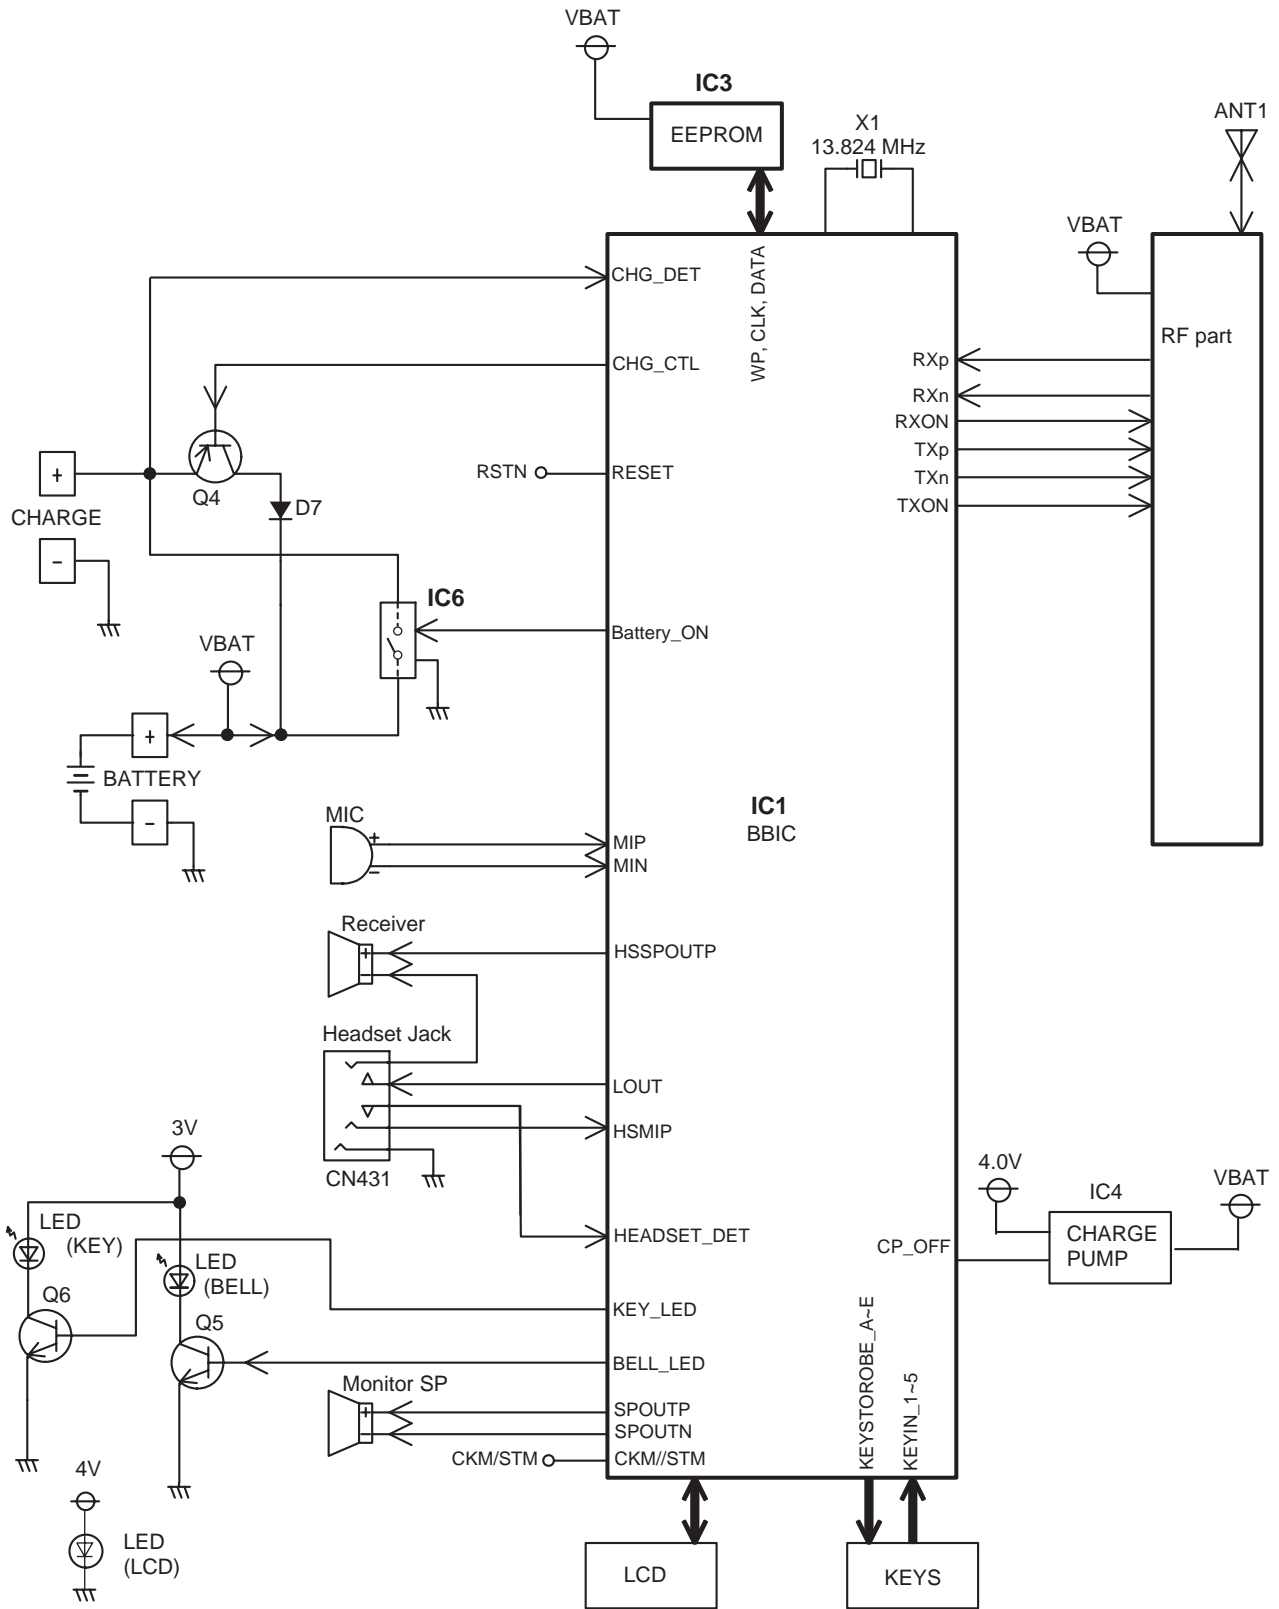 VBAT
IC3
EEPROM
X1
13.824 MHz
ANT1
VBAT
WP, CLK, DATA
CHG_DET
CHG_CTL
RF part
RXp
RXn
RXON
TXp
TXn
TXON
RSTN
RESET
+
CHARGE
-
Q4
D7
IC6
Battery_ON
VBAT
+
BATTERY
-
IC1
BBIC
MIC
+
-
MIP
MIN
Receiver
+
-
HSSPOUTP
Headset Jack
LOUT
HSMIP
CN431
3V
LED
(KEY)
LED
(BELL)
Q6
Q5
HEADSET_DET
KEY_LED
BELL_LED
4.0V
IC4
VBAT
CHARGE
PUMP
CP_OFF
Monitor SP
+
-
SPOUTP
SPOUTN
CKM/STM
CKM//STM
KEYSTOROBE_A~E
KEYIN_1~5
4V
LED
(LCD)
LCD
KEYS